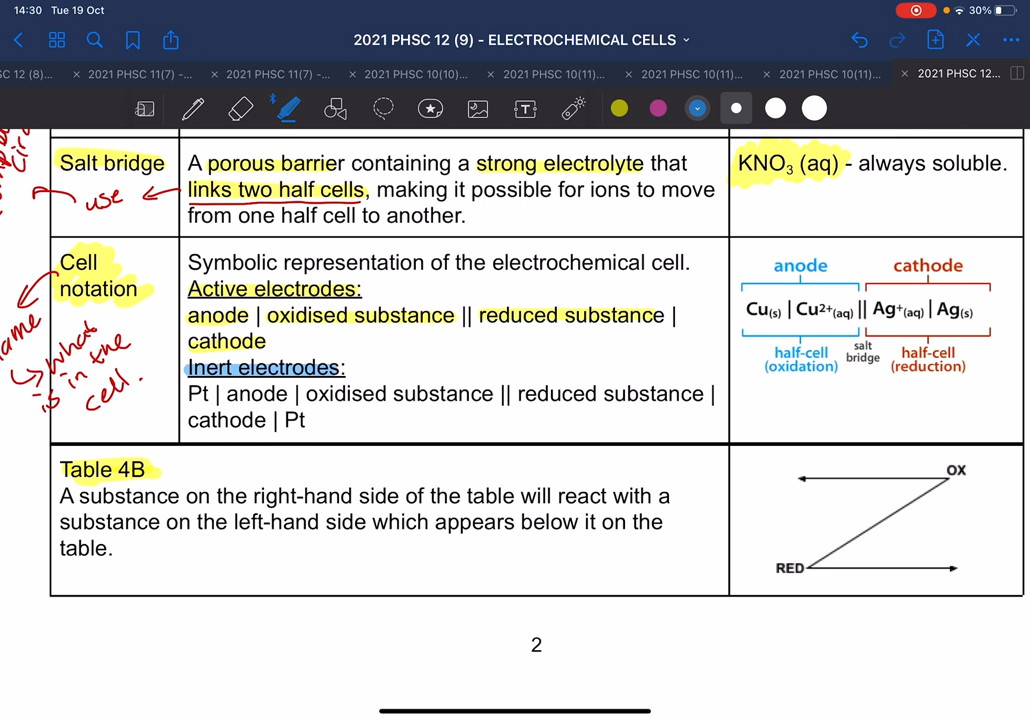 14:30 Tue 19 Oct
30%
2021 PHSC 12 (9) - ELECTROCHEMICAL CELLS
SC 12 (8)...
2021 PHSC 11(7) -...
2021 PHSC 11(7) -...
2021 PHSC 10(10)...
2021 PHSC 10(11)...
2021 PHSC 10(11)...
2021 PHSC 10(11)...
2021 PHSC 12...
Salt bridge
use
A porous barrier containing a strong electrolyte that
links two half cells, making it possible for ions to move
from one half cell to another.
KNO₃ (aq) - always soluble.
Cell
notation
what
is in the
cell.
Symbolic representation of the electrochemical cell.
Active electrodes:
anode | oxidised substance || reduced substance |
cathode
Inert electrodes:
Pt | anode | oxidised substance || reduced substance |
cathode | Pt
anode cathode
Cu(s) | Cu²⁺(aq) || Ag⁺(aq) | Ag(s)
half-cell
(oxidation)
salt
bridge
half-cell
(reduction)
Table 4B
A substance on the right-hand side of the table will react with a
substance on the left-hand side which appears below it on the
table.
OX
RED
2